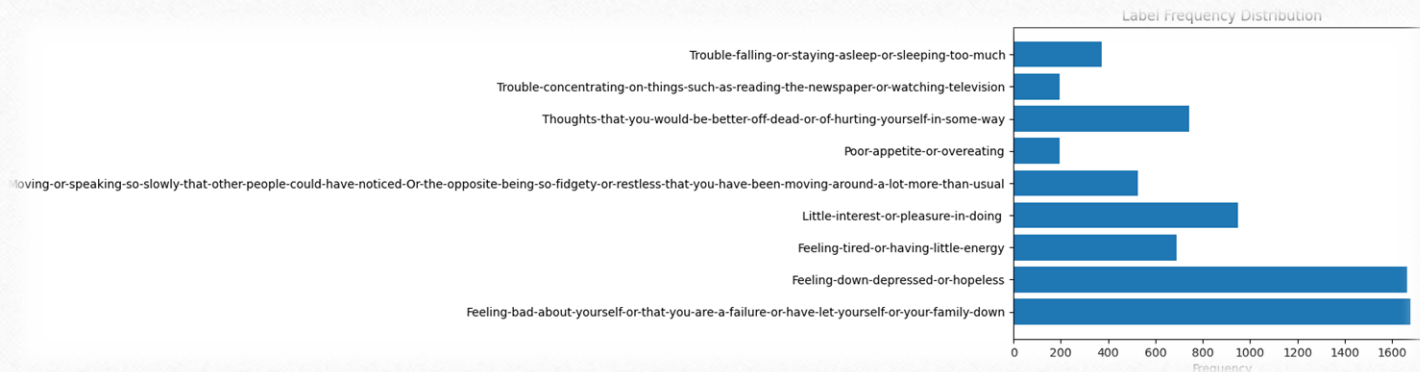 Label Frequency Distribution
Trouble-falling-or-staying-asleep-or-sleeping-too-much
Trouble-concentrating-on-things-such-as-reading-the-newspaper-or-watching-television
Thoughts-that-you-would-be-better-off-dead-or-of-hurting-yourself-in-some-way
Poor-appetite-or-overeating
Moving-or-speaking-so-slowly-that-other-people-could-have-noticed-Or-the-opposite-being-so-fidgety-or-restless-that-you-have-been-moving-around-a-lot-more-than-usual
Little-interest-or-pleasure-in-doing
Feeling-tired-or-having-little-energy
Feeling-down-depressed-or-hopeless
Feeling-bad-about-yourself-or-that-you-are-a-failure-or-have-let-yourself-or-your-family-down
0 200 400 600 800 1000 1200 1400 1600
Frequency